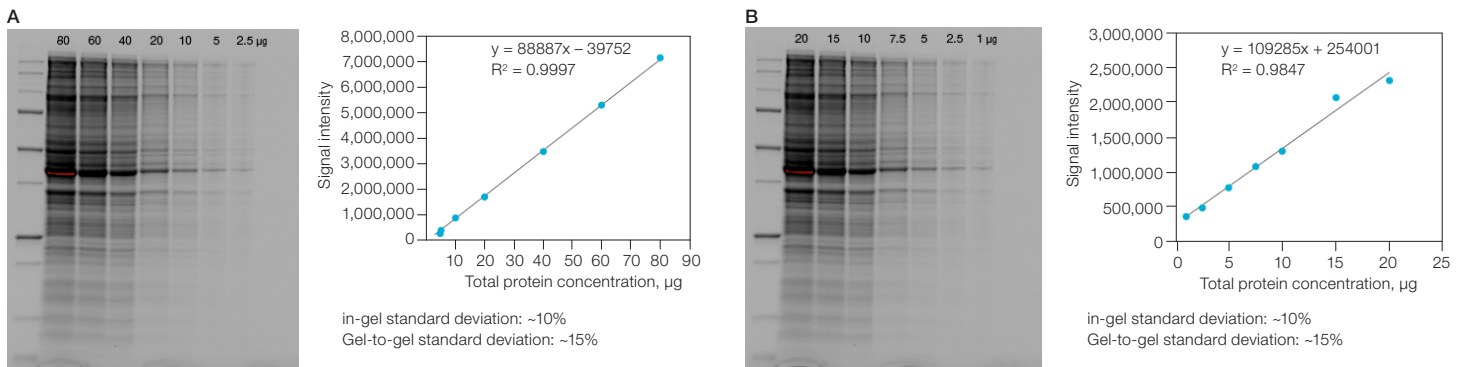 A
80 60 40 20 10 5 2.5 µg
8,000,000
7,000,000
6,000,000
5,000,000
4,000,000
3,000,000
2,000,000
1,000,000
0
Signal intensity
y = 88887x – 39752
R² = 0.9997
10 20 30 40 50 60 70 80 90
Total protein concentration, µg
in-gel standard deviation: ~10%
Gel-to-gel standard deviation: ~15%
B
20 15 10 7.5 5 2.5 1 µg
3,000,000
2,500,000
2,000,000
1,500,000
1,000,000
500,000
0
Signal intensity
y = 109285x + 254001
R² = 0.9847
0 5 10 15 20 25
Total protein concentration, µg
in-gel standard deviation: ~10%
Gel-to-gel standard deviation: ~15%